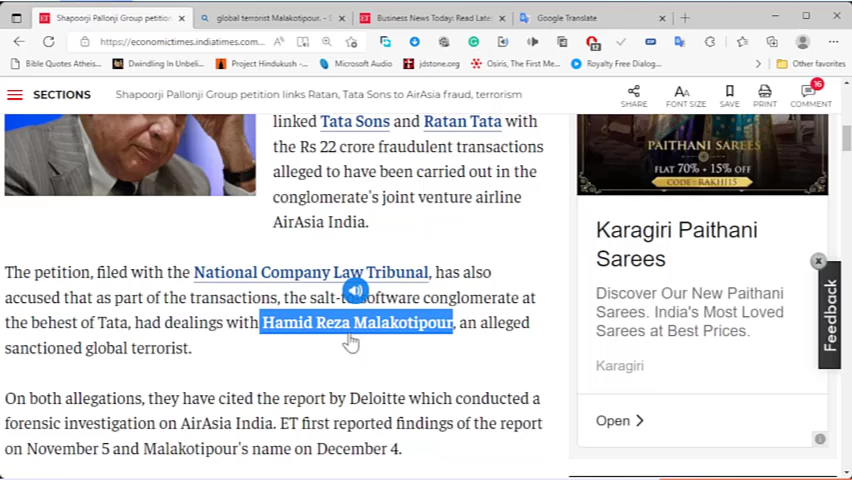 Shapoorji Pallonji Group petition
global terrorist Malakotipour. - S
Business News Today: Read Late
Google Translate
https://economictimes.indiatimes.com
Bible Quotes Atheis...
Dwindling In Unbeli...
Project Hindukush -...
Microsoft Audio
jdstone.org
Osiris, The First Me...
Royalty Free Dialog...
Other favorites
SECTIONS
Shapoorji Pallonji Group petition links Ratan, Tata Sons to AirAsia fraud, terrorism
SHARE
FONT SIZE
SAVE
PRINT
16
COMMENT
linked Tata Sons and Ratan Tata with
the Rs 22 crore fraudulent transactions
alleged to have been carried out in the
conglomerate's joint venture airline
AirAsia India.
The petition, filed with the National Company Law Tribunal, has also
accused that as part of the transactions, the salt-to-software conglomerate at
the behest of Tata, had dealings with Hamid Reza Malakotipour, an alleged
sanctioned global terrorist.
On both allegations, they have cited the report by Deloitte which conducted a
forensic investigation on AirAsia India. ET first reported findings of the report
on November 5 and Malakotipour's name on December 4.
PAITHANI SAREES
FLAT 70% + 15% OFF
CODE: RAKHI15
Karagiri Paithani
Sarees
Discover Our New Paithani
Sarees. India's Most Loved
Sarees at Best Prices.
Karagiri
Open
Feedback